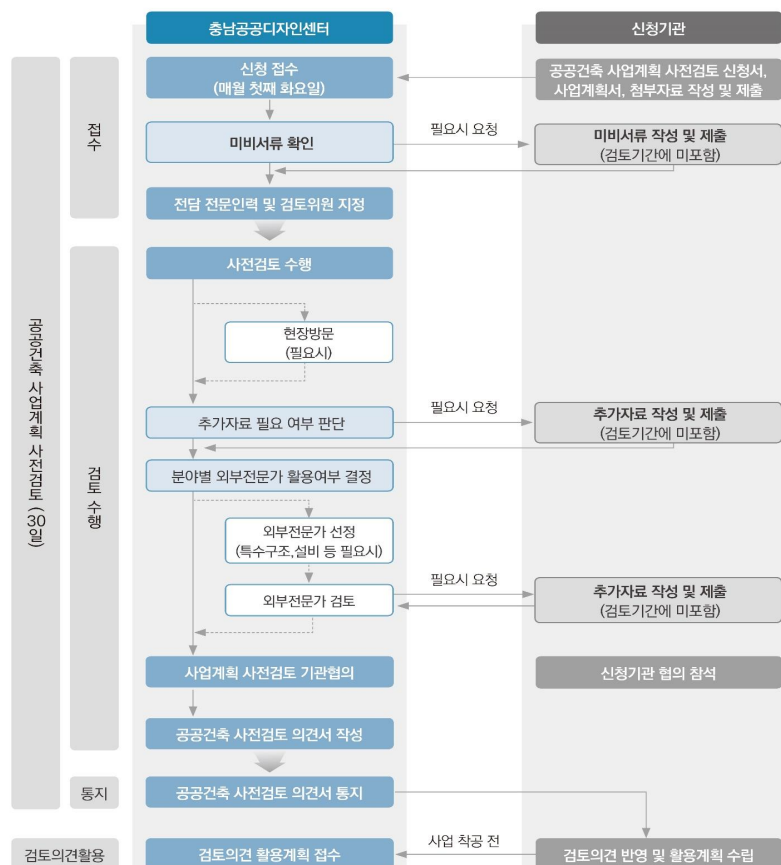 충남공공디자인센터
신청기관
공공건축 사업계획 사전검토 (30일)
접수
신청 접수
(매월 첫째 화요일)
공공건축 사업계획 사전검토 신청서,
사업계획서, 첨부자료 작성 및 제출
미비서류 확인
필요시 요청
미비서류 작성 및 제출
(검토기간에 미포함)
전담 전문인력 및 검토위원 지정
검토 수행
사전검토 수행
현장방문
(필요시)
추가자료 필요 여부 판단
필요시 요청
추가자료 작성 및 제출
(검토기간에 미포함)
분야별 외부전문가 활용여부 결정
외부전문가 선정
(특수구조,설비 등 필요시)
외부전문가 검토
필요시 요청
추가자료 작성 및 제출
(검토기간에 미포함)
사업계획 사전검토 기관협의
신청기관 협의 참석
공공건축 사전검토 의견서 작성
통지
공공건축 사전검토 의견서 통지
검토의견활용
검토의견 활용계획 접수
사업 착공 전
검토의견 반영 및 활용계획 수립